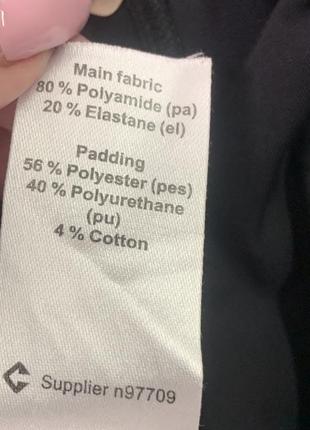 Main fabric
80 % Polyamide (pa)
20 % Elastane (el)
Padding
56 % Polyester (pes)
40 % Polyurethane
(pu)
4 % Cotton
Supplier n97709